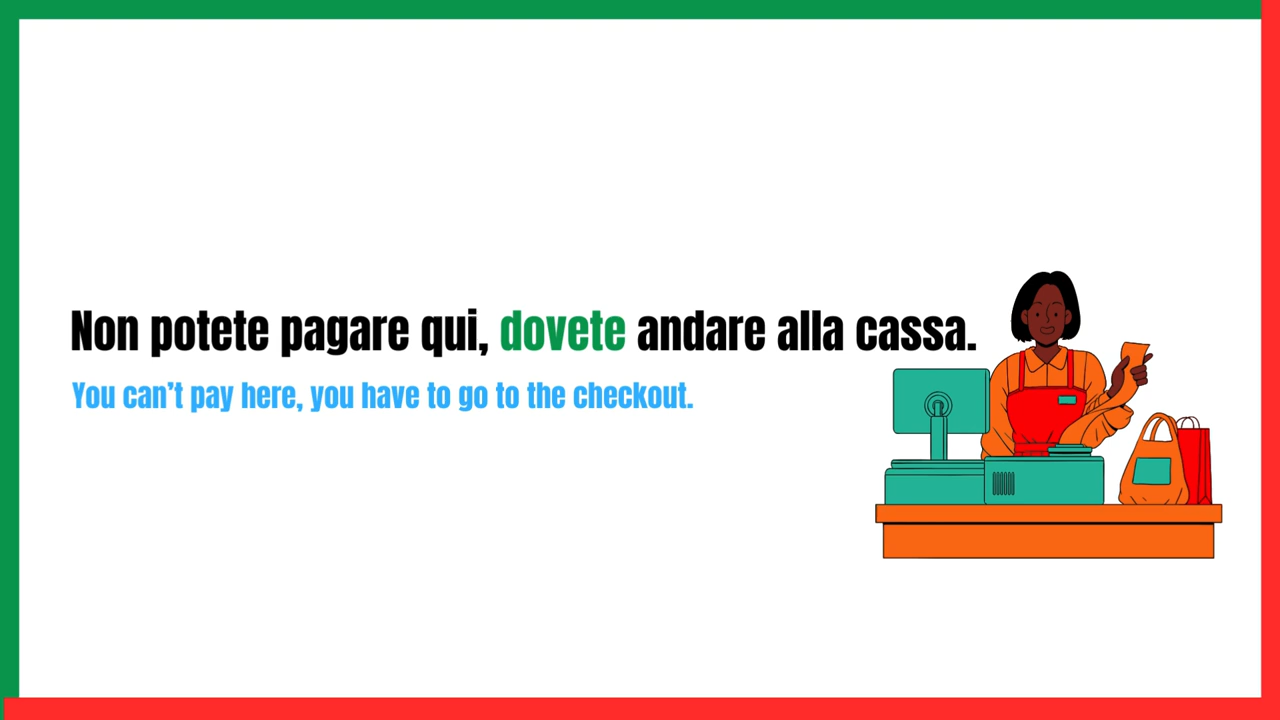 Non potete pagare qui, dovete andare alla cassa.
You can’t pay here, you have to go to the checkout.